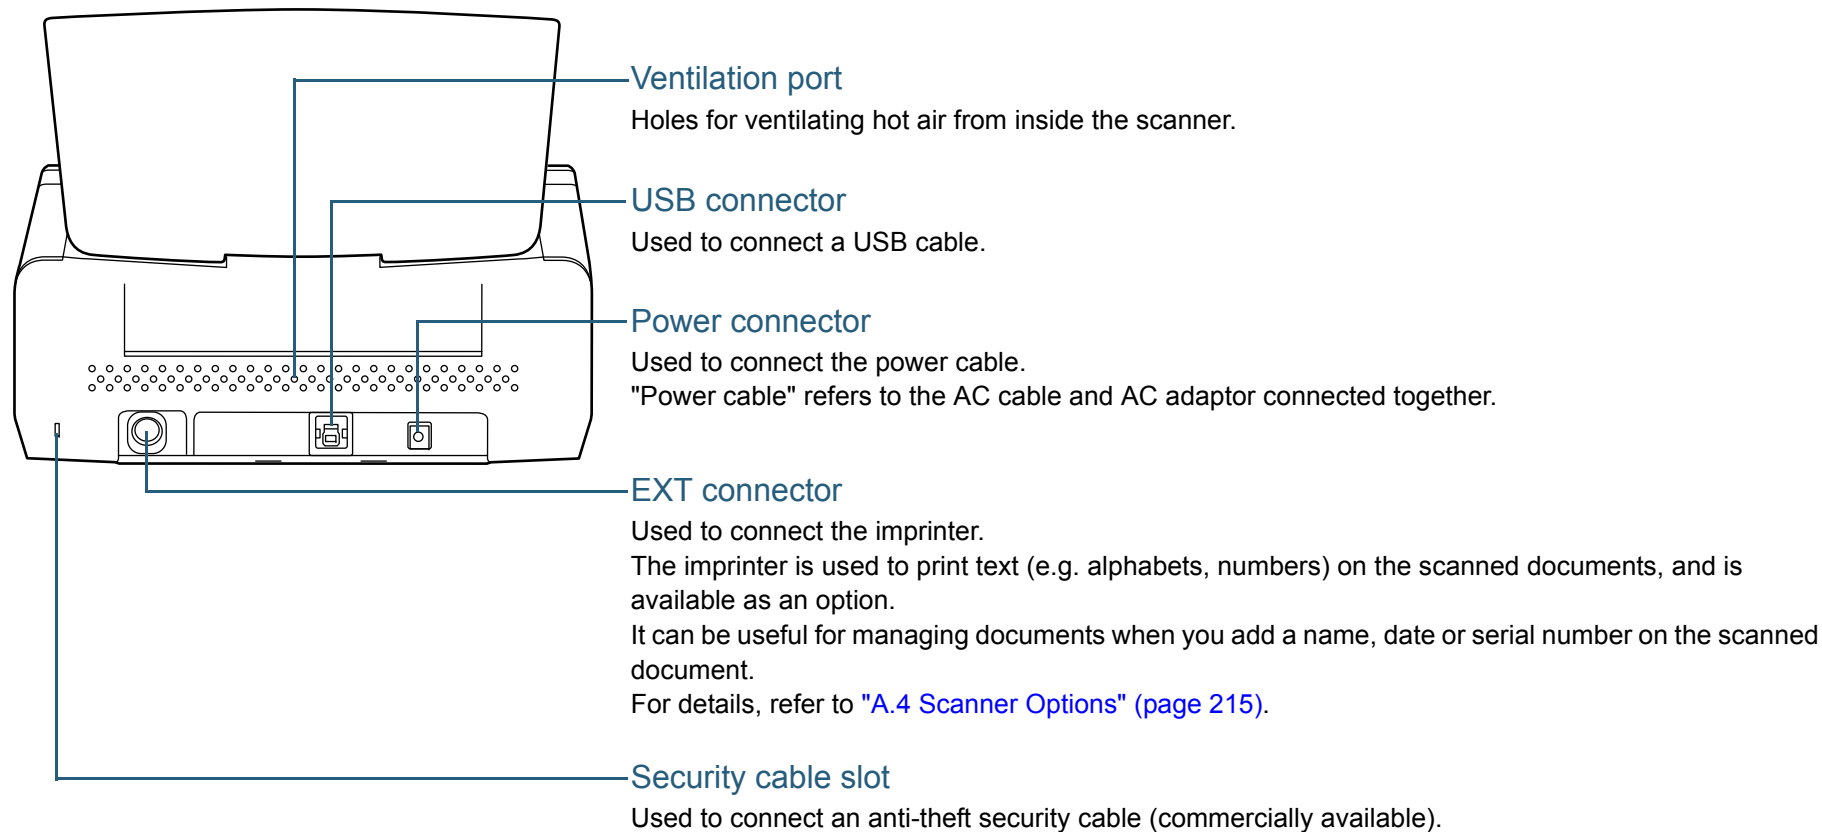 Ventilation port
Holes for ventilating hot air from inside the scanner.
USB connector
Used to connect a USB cable.
Power connector
Used to connect the power cable.
"Power cable" refers to the AC cable and AC adaptor connected together.
EXT connector
Used to connect the imprinter.
The imprinter is used to print text (e.g. alphabets, numbers) on the scanned documents, and is
available as an option.
It can be useful for managing documents when you add a name, date or serial number on the scanned
document.
For details, refer to "A.4 Scanner Options" (page 215).
Security cable slot
Used to connect an anti-theft security cable (commercially available).